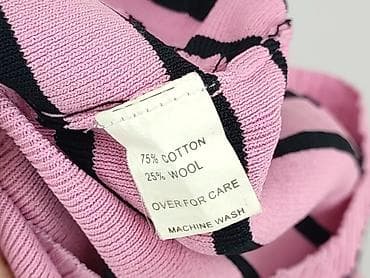 75% COTTON
25% WOOL
OVER FOR CARE
MACHINE WASH